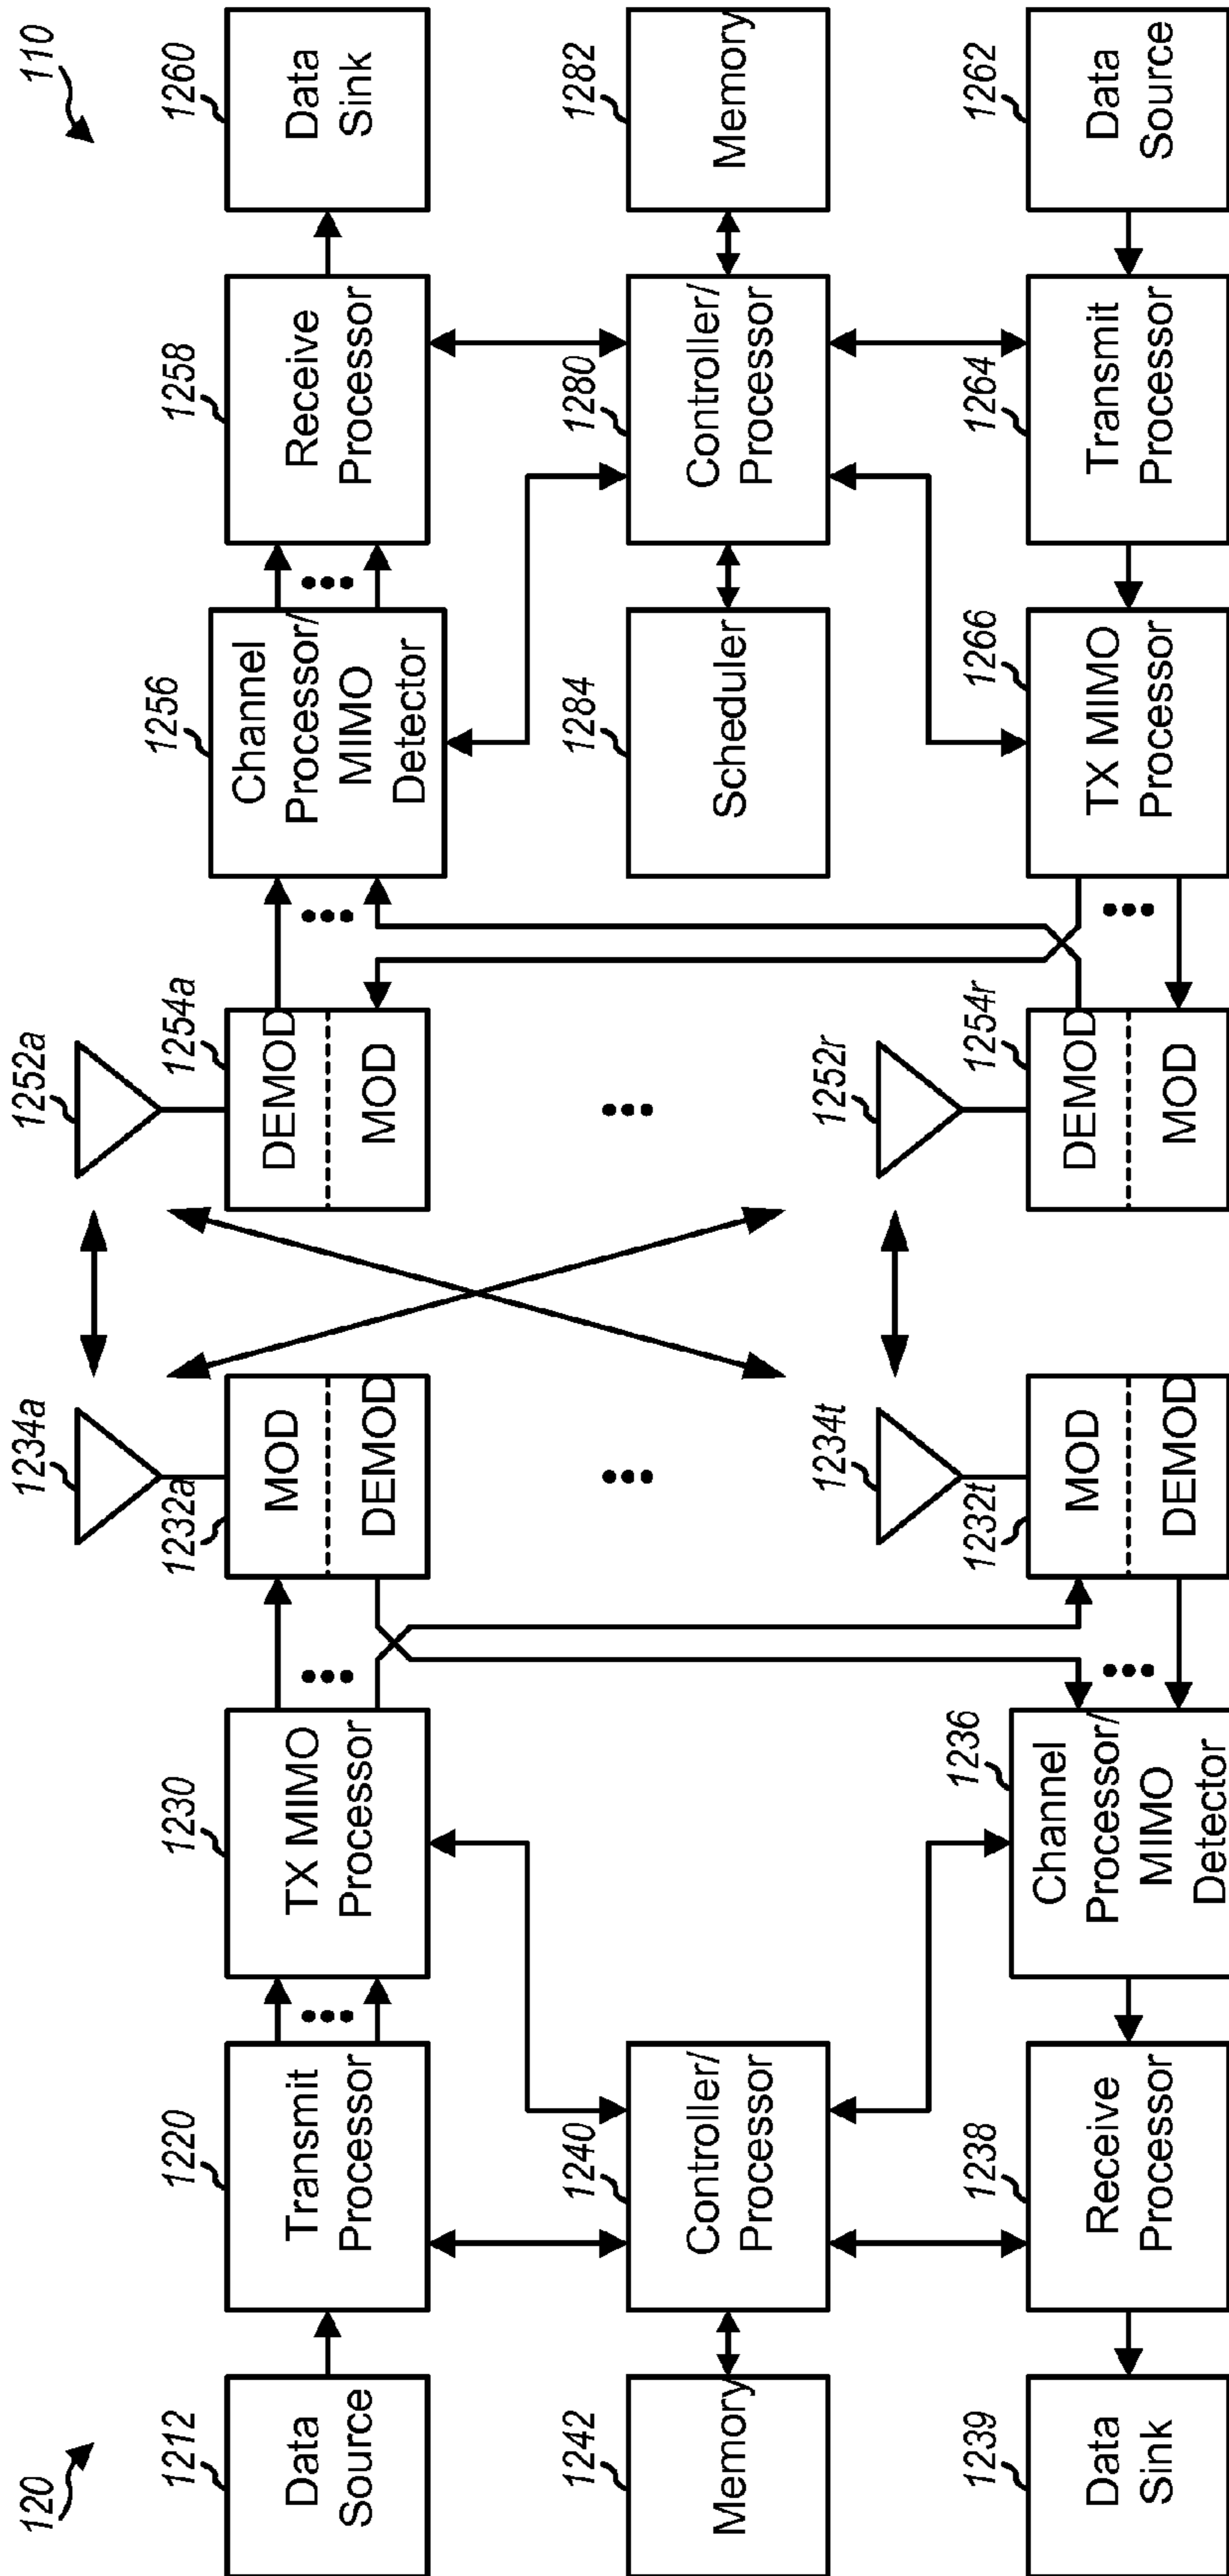 120
110
1212
Data
Source
1220
Transmit
Processor
1230
TX MIMO
Processor
1234a
1232a
MOD
DEMOD
1252a
1254a
DEMOD
MOD
1256
Channel
Processor/
MIMO
Detector
1258
Receive
Processor
1260
Data
Sink
1242
Memory
1240
Controller/
Processor
1284
Scheduler
1280
Controller/
Processor
1282
Memory
1239
Data
Sink
1238
Receive
Processor
1236
Channel
Processor/
MIMO
Detector
1234t
1232t
MOD
DEMOD
1252r
1254r
DEMOD
MOD
1266
TX MIMO
Processor
1264
Transmit
Processor
1262
Data
Source